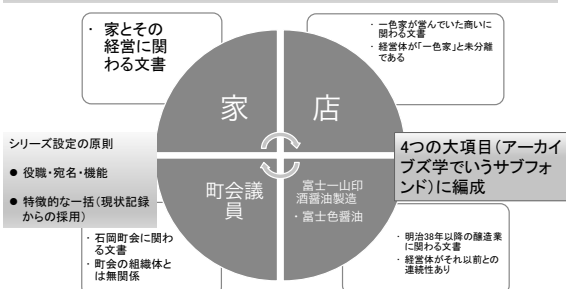 ・ 家とその
経営に関
わる文書
・ 一色家が営んでいた商いに
関わる文書
・ 経営体が「一色家」と未分離
である
家
店
シリーズ設定の原則
● 役職・宛名・機能
● 特徴的な一括(現状記録
からの採用)
4つの大項目(アーカイ
ブズ学でいうサブフォ
ンド)に編成
町会議
員
富士一山印
酒醤油製造
・富士色醤油
・ 石岡町会に関わ
る文書
・ 町会の組織体と
は無関係
・ 明治38年以降の醸造業
に関わる文書
・ 経営体がそれ以前との
連続性あり